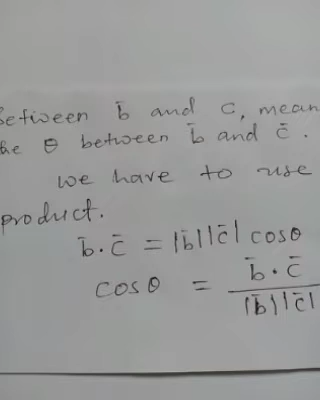 Between b̄ and c, mean
the θ between b̄ and c̄.
we have to use
product.
b̄ · c̄ = |b̄||c̄| cosθ
cosθ = b̄ · c̄ / |b̄||c̄|